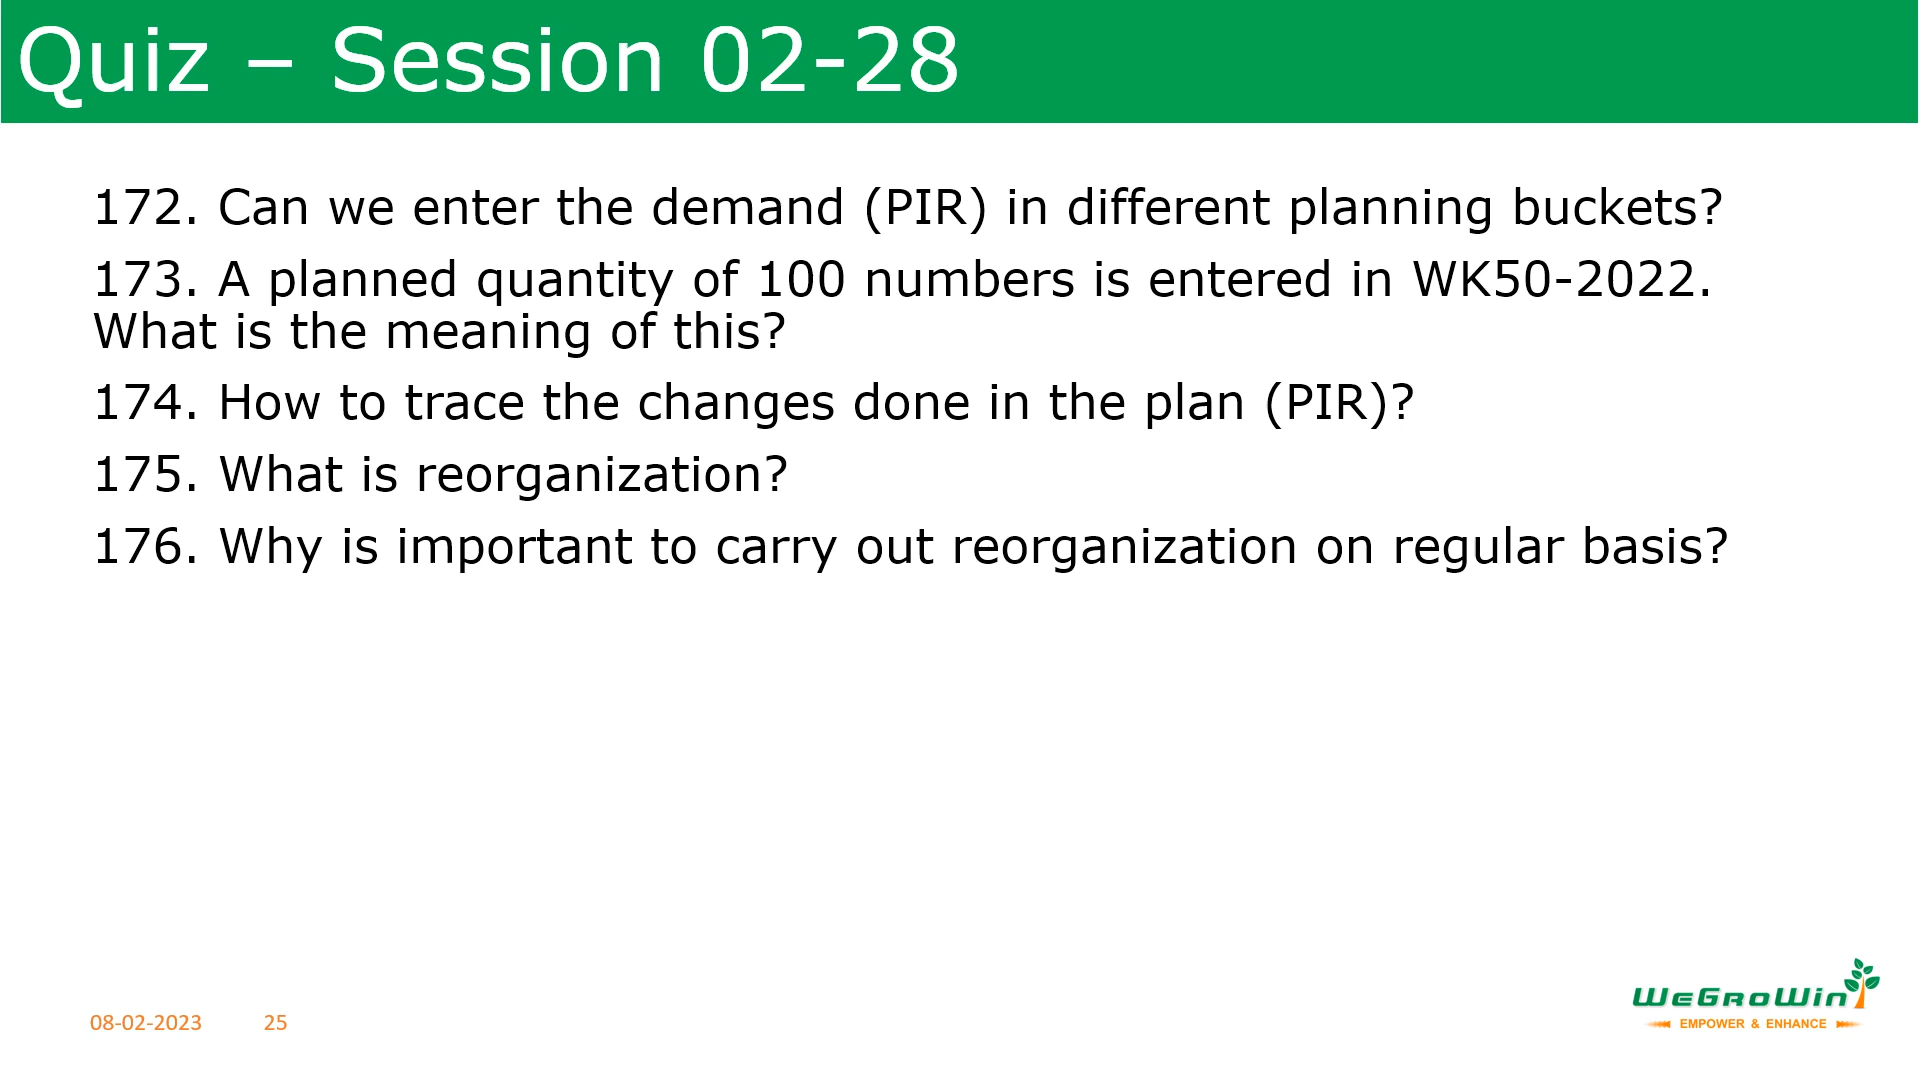 Quiz – Session 02-28
172. Can we enter the demand (PIR) in different planning buckets?
173. A planned quantity of 100 numbers is entered in WK50-2022.
What is the meaning of this?
174. How to trace the changes done in the plan (PIR)?
175. What is reorganization?
176. Why is important to carry out reorganization on regular basis?
08-02-2023 25
WeGroWin
EMPOWER & ENHANCE